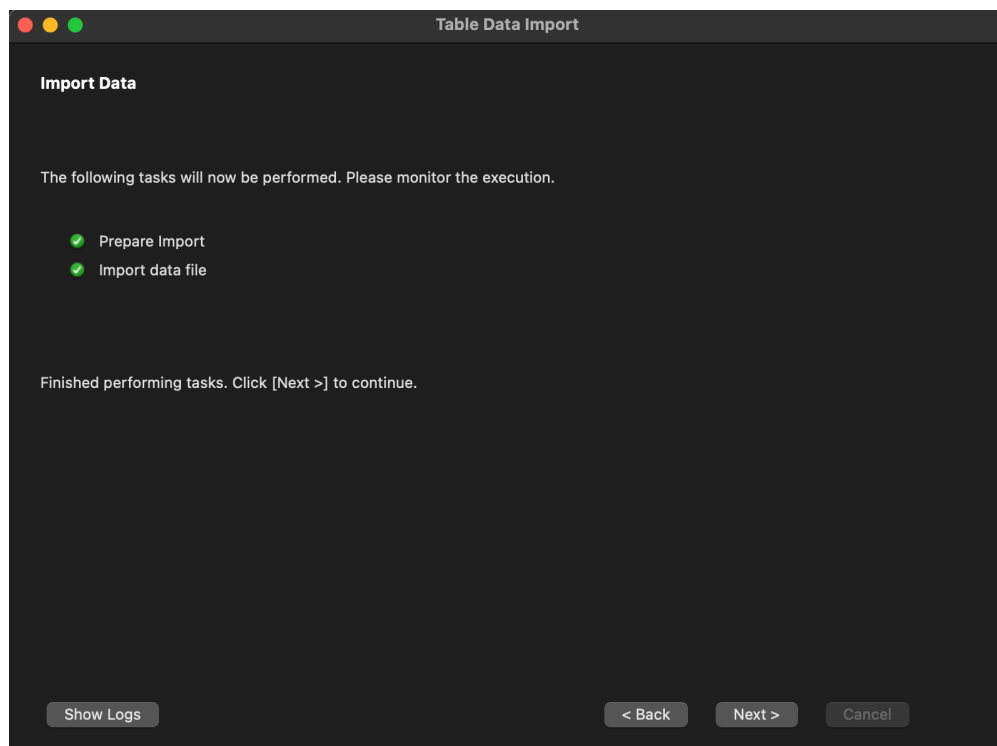 Table Data Import
Import Data
The following tasks will now be performed. Please monitor the execution.
Prepare Import
Import data file
Finished performing tasks. Click [Next >] to continue.
Show Logs
< Back
Next >
Cancel